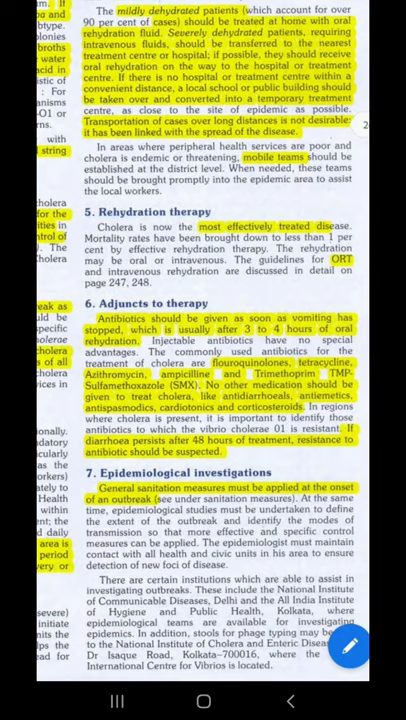 The mildly dehydrated patients (which account for over
90 per cent of cases) should be treated at home with oral
rehydration fluid. Severely dehydrated patients, requiring
intravenous fluids, should be transferred to the nearest
treatment centre or hospital; if possible, they should receive
oral rehydration on the way to the hospital or treatment
centre. If there is no hospital or treatment centre within a
convenient distance, a local school or public building should
be taken over and converted into a temporary treatment
centre, as close to the site of epidemic as possible.
Transportation of cases over long distances is not desirable;
it has been linked with the spread of the disease.
In areas where peripheral health services are poor and
cholera is endemic or threatening, mobile teams should be
established at the district level. When needed, these teams
should be brought promptly into the epidemic area to assist
the local workers.
5. Rehydration therapy
Cholera is now the most effectively treated disease.
Mortality rates have been brought down to less than 1 per
cent by effective rehydration therapy. The rehydration
may be oral or intravenous. The guidelines for ORT
and intravenous rehydration are discussed in detail on
page 247, 248.
6. Adjuncts to therapy
Antibiotics should be given as soon as vomiting has
stopped, which is usually after 3 to 4 hours of oral
rehydration. Injectable antibiotics have no special
advantages. The commonly used antibiotics for the
treatment of cholera are flouroquinolones, tetracycline,
Azithromycin, ampicilline and Trimethoprim TMP-
Sulfamethoxazole (SMX). No other medication should be
given to treat cholera, like antidiarrhoeals, antiemetics,
antispasmodics, cardiotonics and corticosteroids. In regions
where cholera is present, it is important to identify those
antibiotics to which the vibrio cholerae 01 is resistant. If
diarrhoea persists after 48 hours of treatment, resistance to
antibiotic should be suspected.
7. Epidemiological investigations
General sanitation measures must be applied at the onset
of an outbreak (see under sanitation measures). At the same
time, epidemiological studies must be undertaken to define
the extent of the outbreak and identify the modes of
transmission so that more effective and specific control
measures can be applied. The epidemiologist must maintain
contact with all health and civic units in his area to ensure
detection of new foci of disease.
There are certain institutions which are able to assist in
investigating outbreaks. These include the National Institute
of Communicable Diseases, Delhi and the All India Institute
of Hygiene and Public Health, Kolkata, where
epidemiological teams are available for investigating
epidemics. In addition, stools for phage typing may be
to the National Institute of Cholera and Enteric
Dr Isaque Road, Kolkata-700016, where the
International Centre for Vibrios is located.